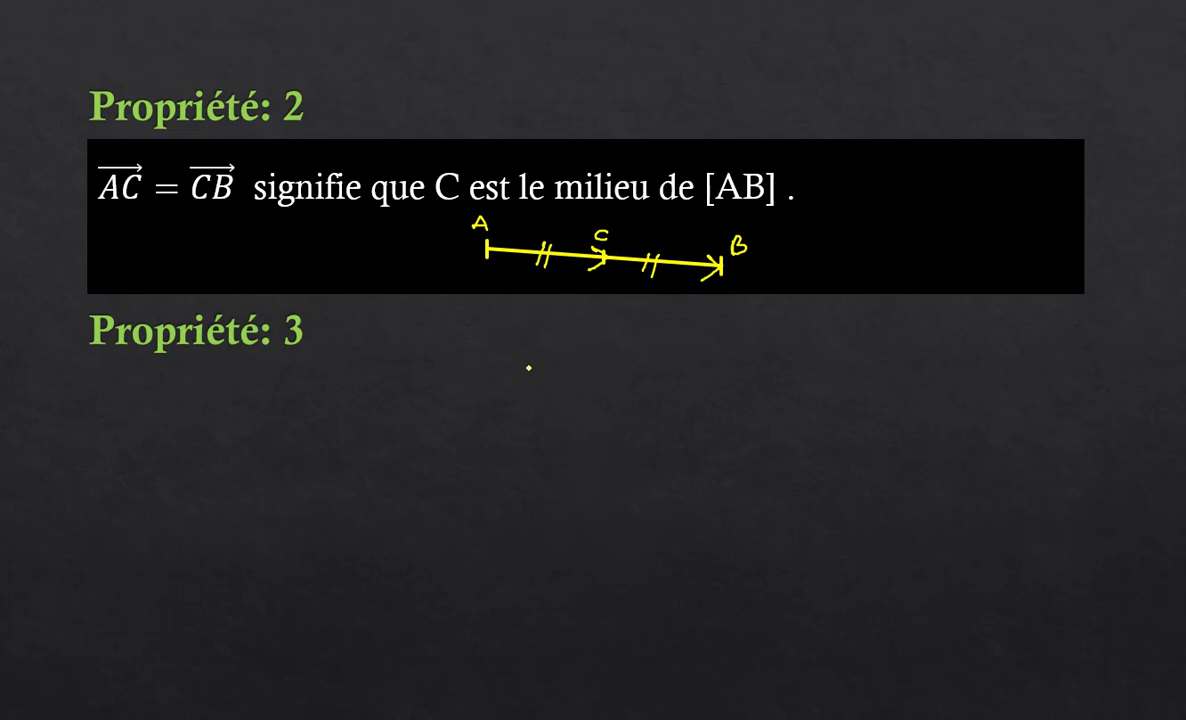 Propriété: 2
$\overrightarrow{AC} = \overrightarrow{CB}$ signifie que C est le milieu de [AB] .
A
C
B
Propriété: 3